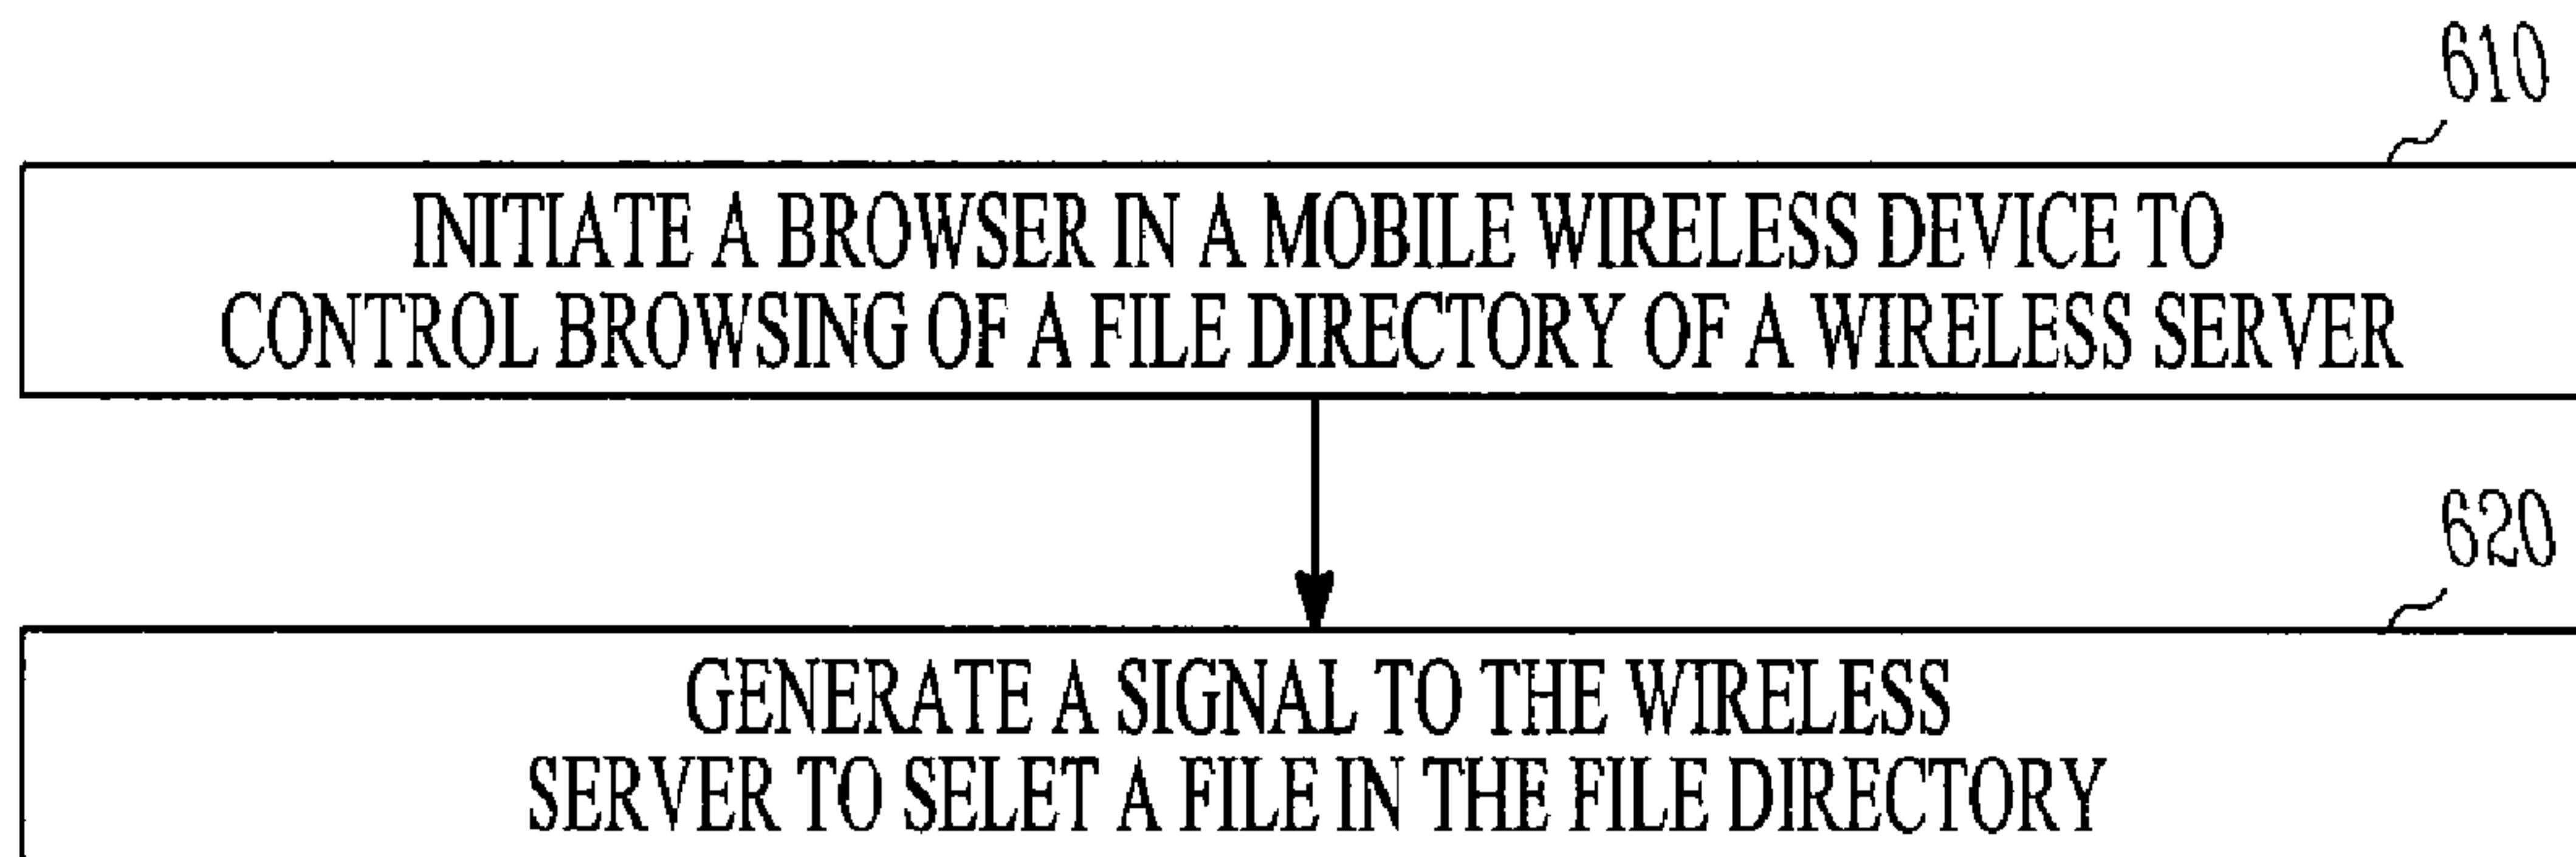 610
INITIATE A BROWSER IN A MOBILE WIRELESS DEVICE TO
CONTROL BROWSING OF A FILE DIRECTORY OF A WIRELESS SERVER
620
GENERATE A SIGNAL TO THE WIRELESS
SERVER TO SELET A FILE IN THE FILE DIRECTORY